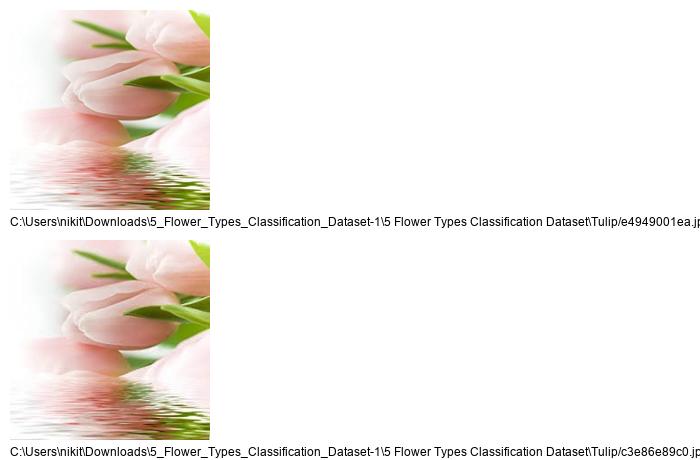 C:\Users\nikit\Downloads\5_Flower_Types_Classification_Dataset-1\5 Flower Types Classification Dataset\Tulip/e4949001ea.jp
C:\Users\nikit\Downloads\5_Flower_Types_Classification_Dataset-1\5 Flower Types Classification Dataset\Tulip/c3e86e89c0.jp